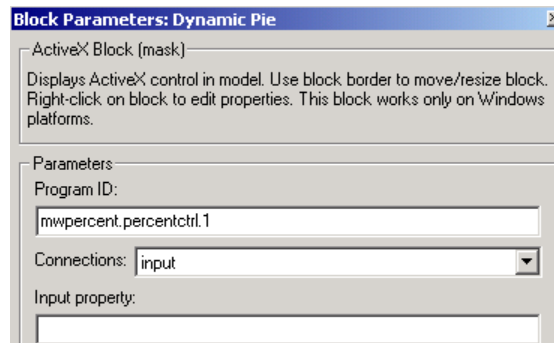 Block Parameters: Dynamic Pie
ActiveX Block (mask)
Displays ActiveX control in model. Use block border to move/resize block.
Right-click on block to edit properties. This block works only on Windows
platforms.
Parameters
Program ID:
mwpercent.percentctrl.1
Connections: input
Input property: